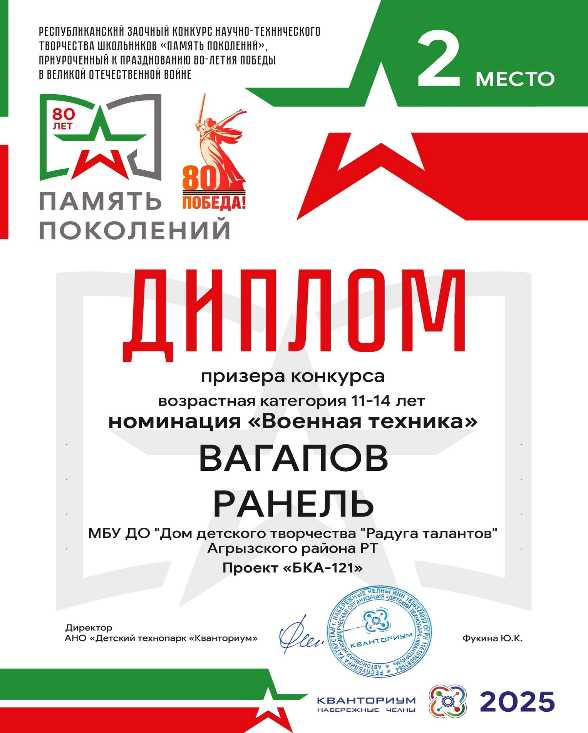 РЕСПУБЛИКАНСКИЙ ЗАОЧНЫЙ КОНКУРС НАУЧНО-ТЕХНИЧЕСКОГО
ТВОРЧЕСТВА ШКОЛЬНИКОВ «ПАМЯТЬ ПОКОЛЕНИЙ»,
ПРИУРОЧЕННЫЙ К ПРАЗДНОВАНИЮ 80-ЛЕТИЯ ПОБЕДЫ
В ВЕЛИКОЙ ОТЕЧЕСТВЕННОЙ ВОЙНЕ
2 МЕСТО
80
ЛЕТ
80
ПОБЕДА!
ПАМЯТЬ
ПОКОЛЕНИЙ
ДИПЛОМ
призера конкурса
возрастная категория 11-14 лет
номинация «Военная техника»
ВАГАПОВ
РАНЕЛЬ
МБУ ДО "Дом детского творчества "Радуга талантов"
Агрызского района РТ
Проект «БКА-121»
Директор
АНО «Детский технопарк «Кванториум»
КВАНТОРИУМ
Фукина Ю.К.
КВАНТОРИУМ
НАБЕРЕЖНЫЕ ЧЕЛНЫ
2025